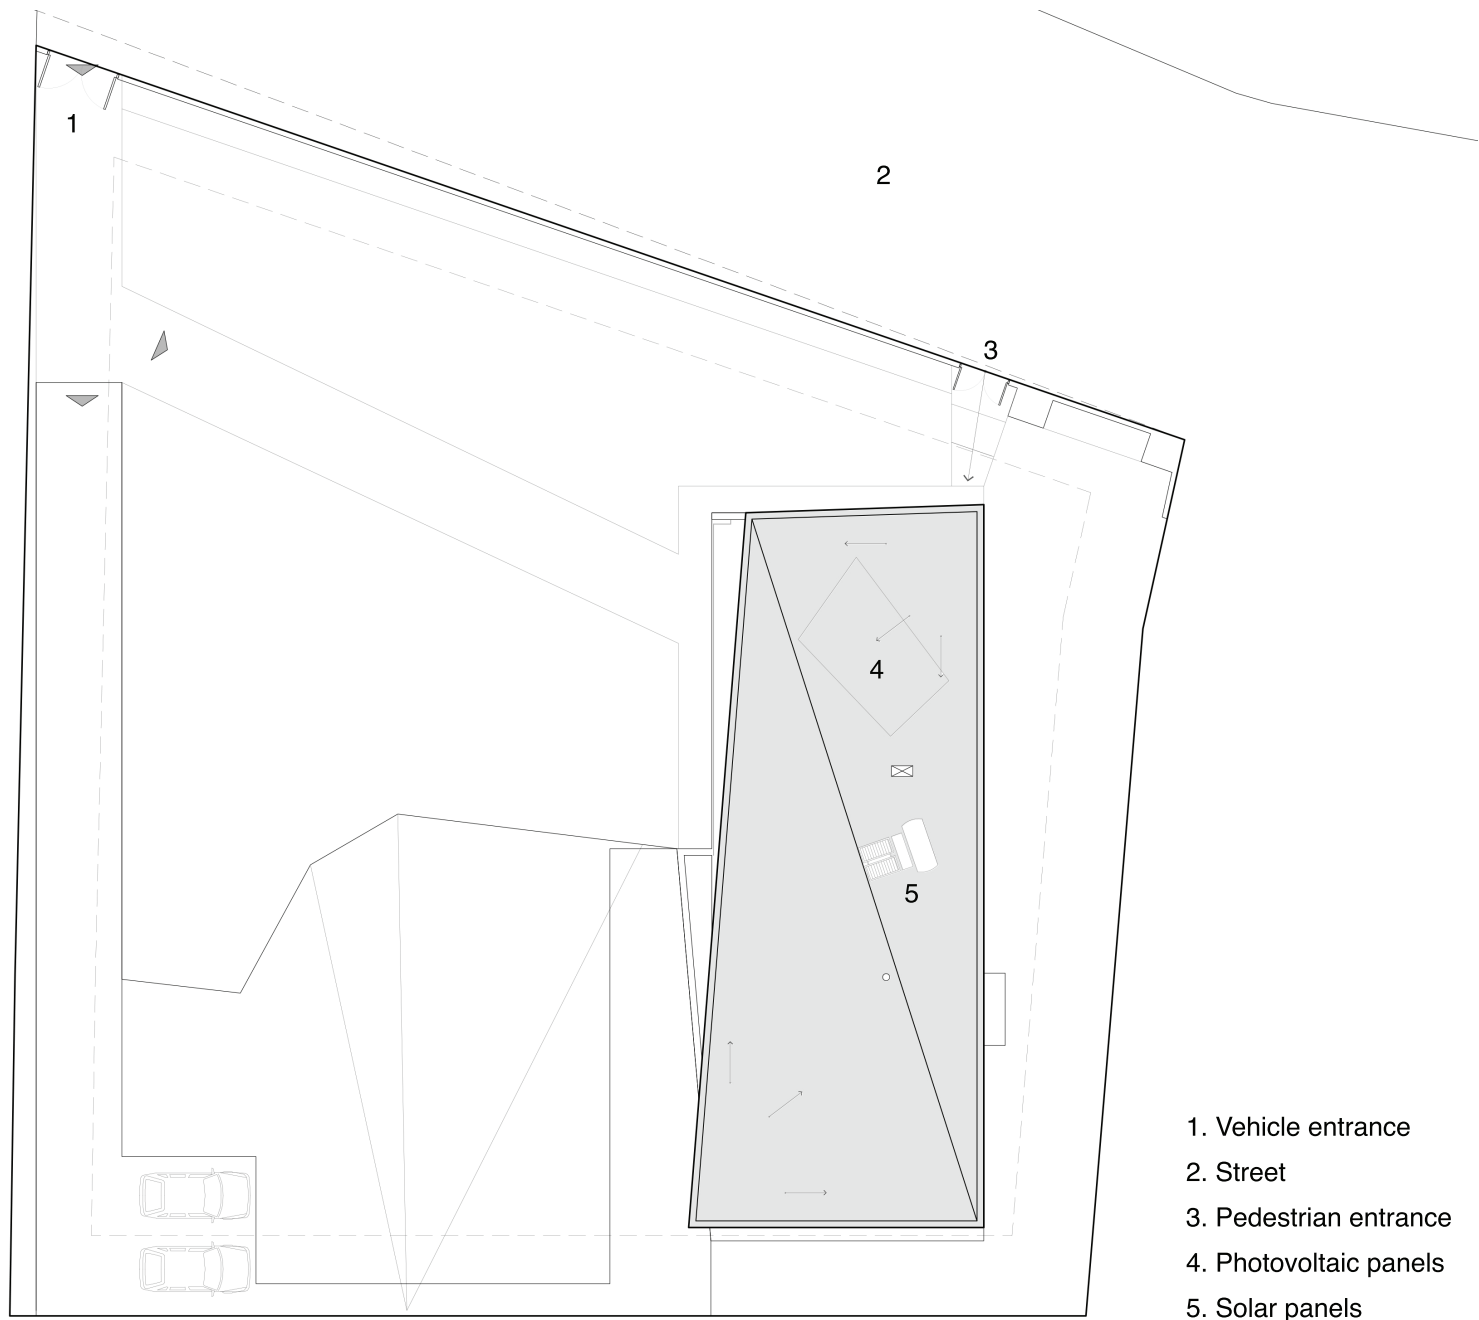 1
2
3
4
5
1. Vehicle entrance
2. Street
3. Pedestrian entrance
4. Photovoltaic panels
5. Solar panels